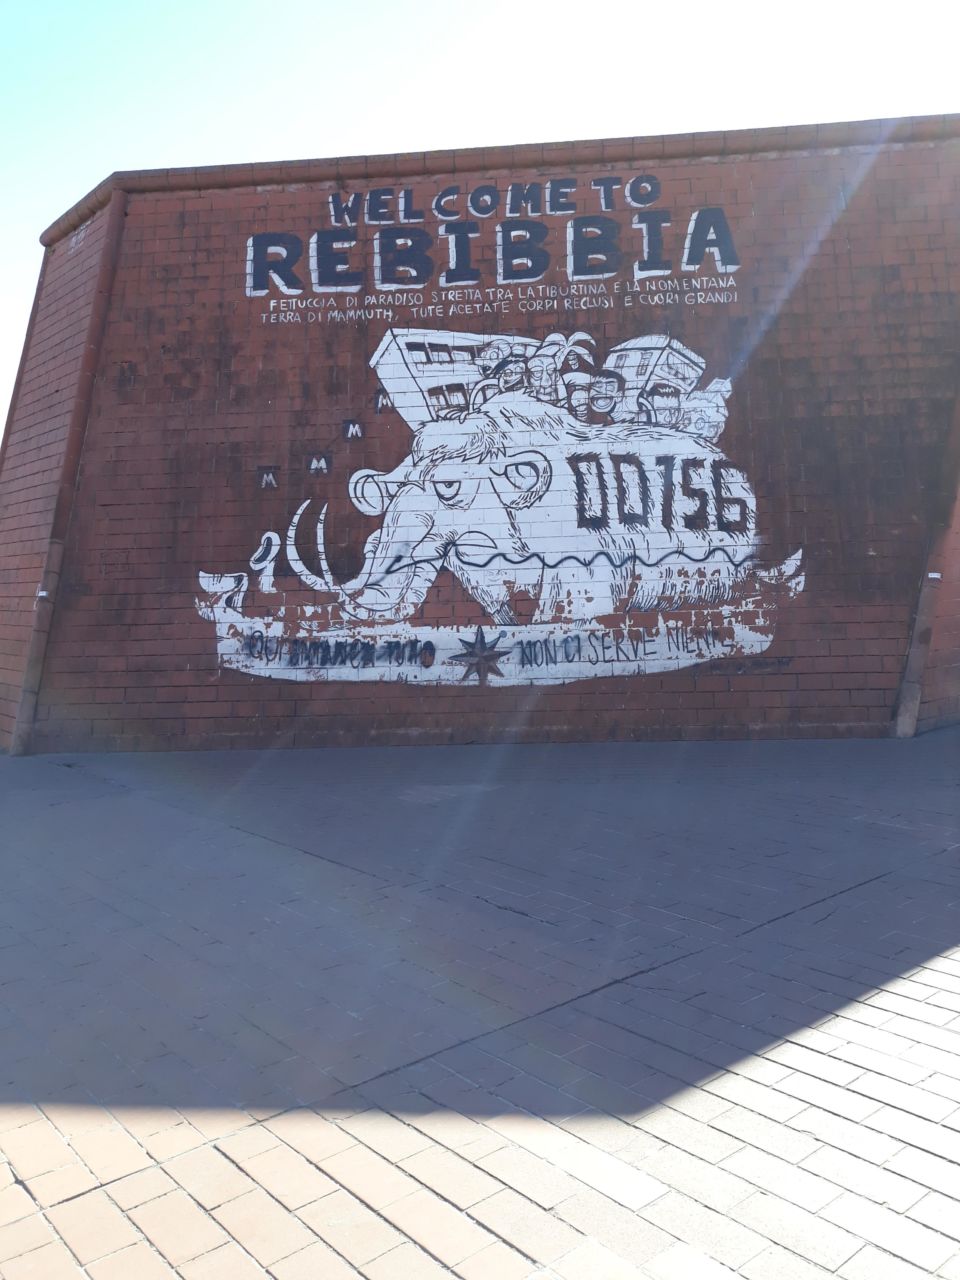 WELCOME TO
REBIBBIA
FETTUCCIA DI PARADISO STRETTA TRA LA TIBURTINA E LA NOMENTANA
TERRA DI MAMMUTH, TUTE ACETATE CORPI RECLUSI E CUORI GRANDI
M
M
M
M
00156
QUI
NON CI SERVE NIENTE